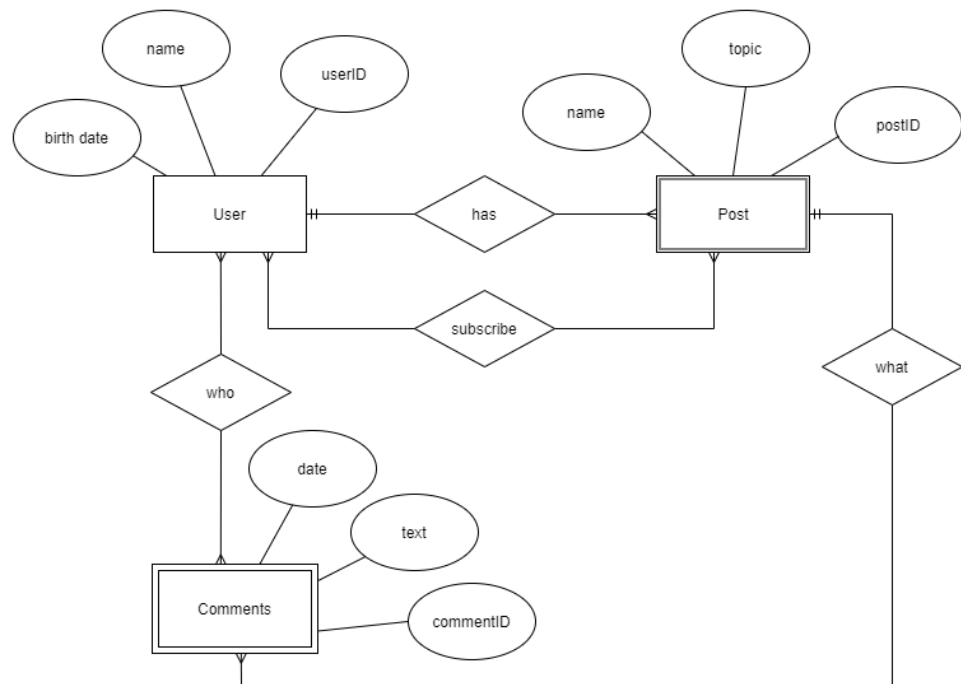 topic
name
userID
name
postID
birth date
User
has
Post
subscribe
what
who
date
text
Comments
commentID